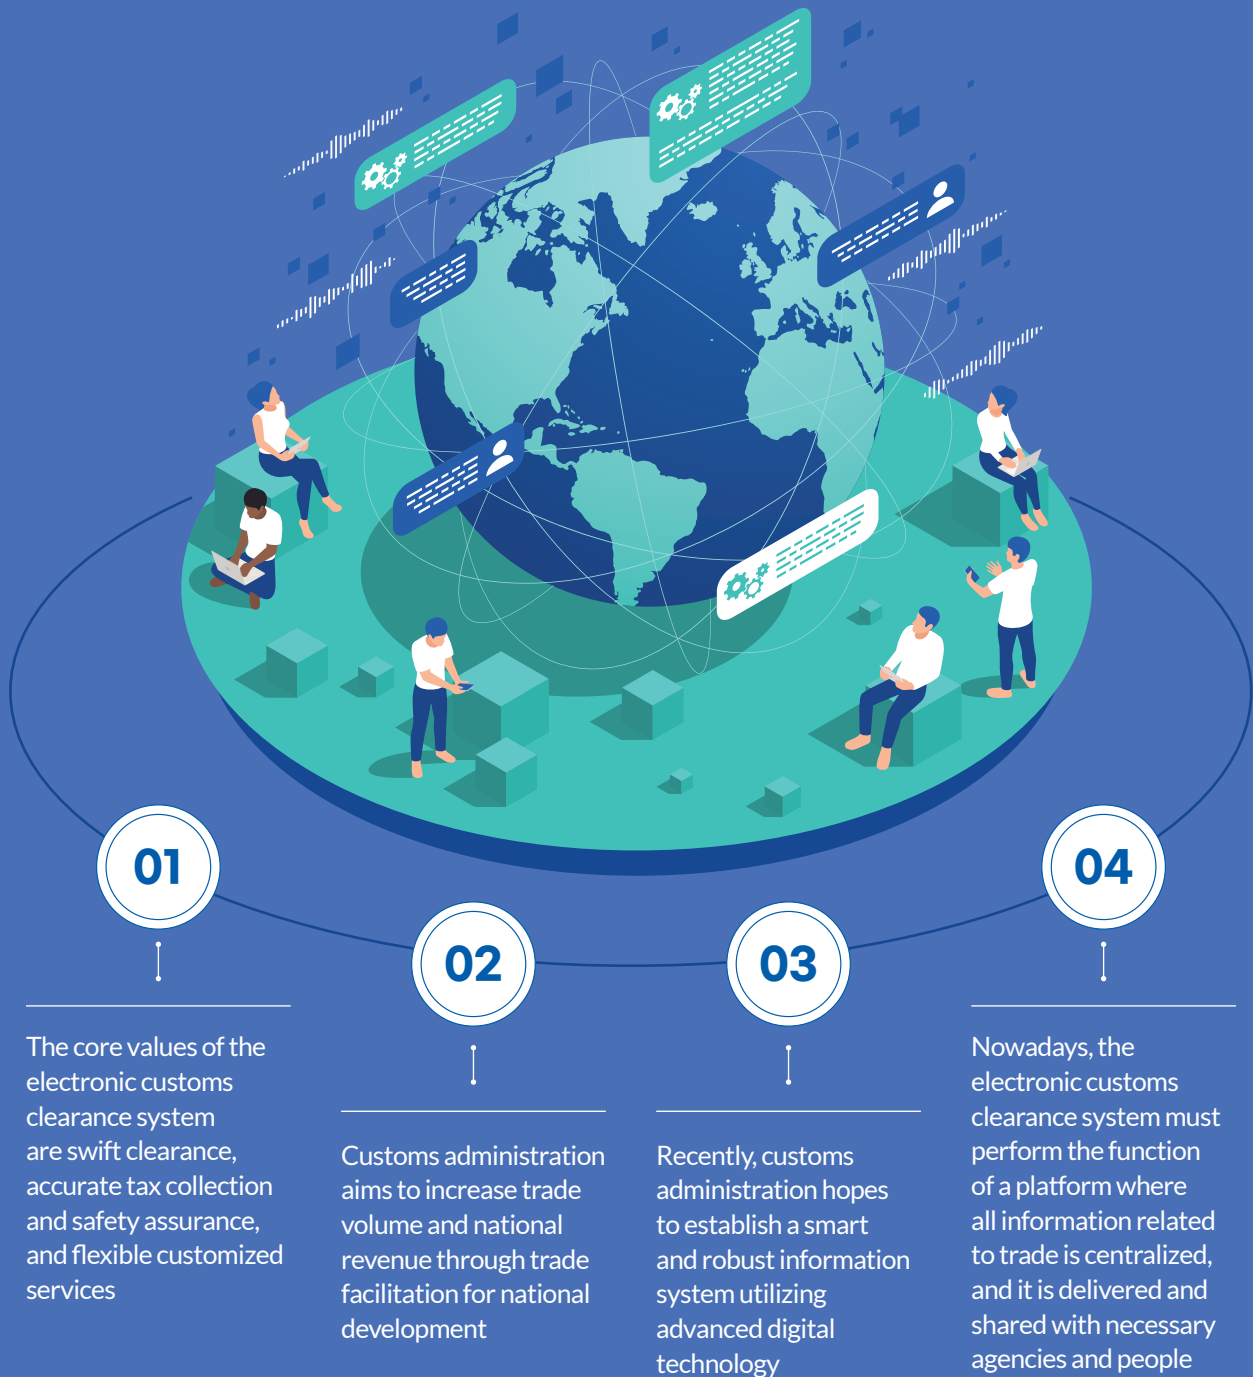 01
The core values of the
electronic customs
clearance system
are swift clearance,
accurate tax collection
and safety assurance,
and flexible customized
services
02
Customs administration
aims to increase trade
volume and national
revenue through trade
facilitation for national
development
03
Recently, customs
administration hopes
to establish a smart
and robust information
system utilizing
advanced digital
technology
04
Nowadays, the
electronic customs
clearance system must
perform the function
of a platform where
all information related
to trade is centralized,
and it is delivered and
shared with necessary
agencies and people